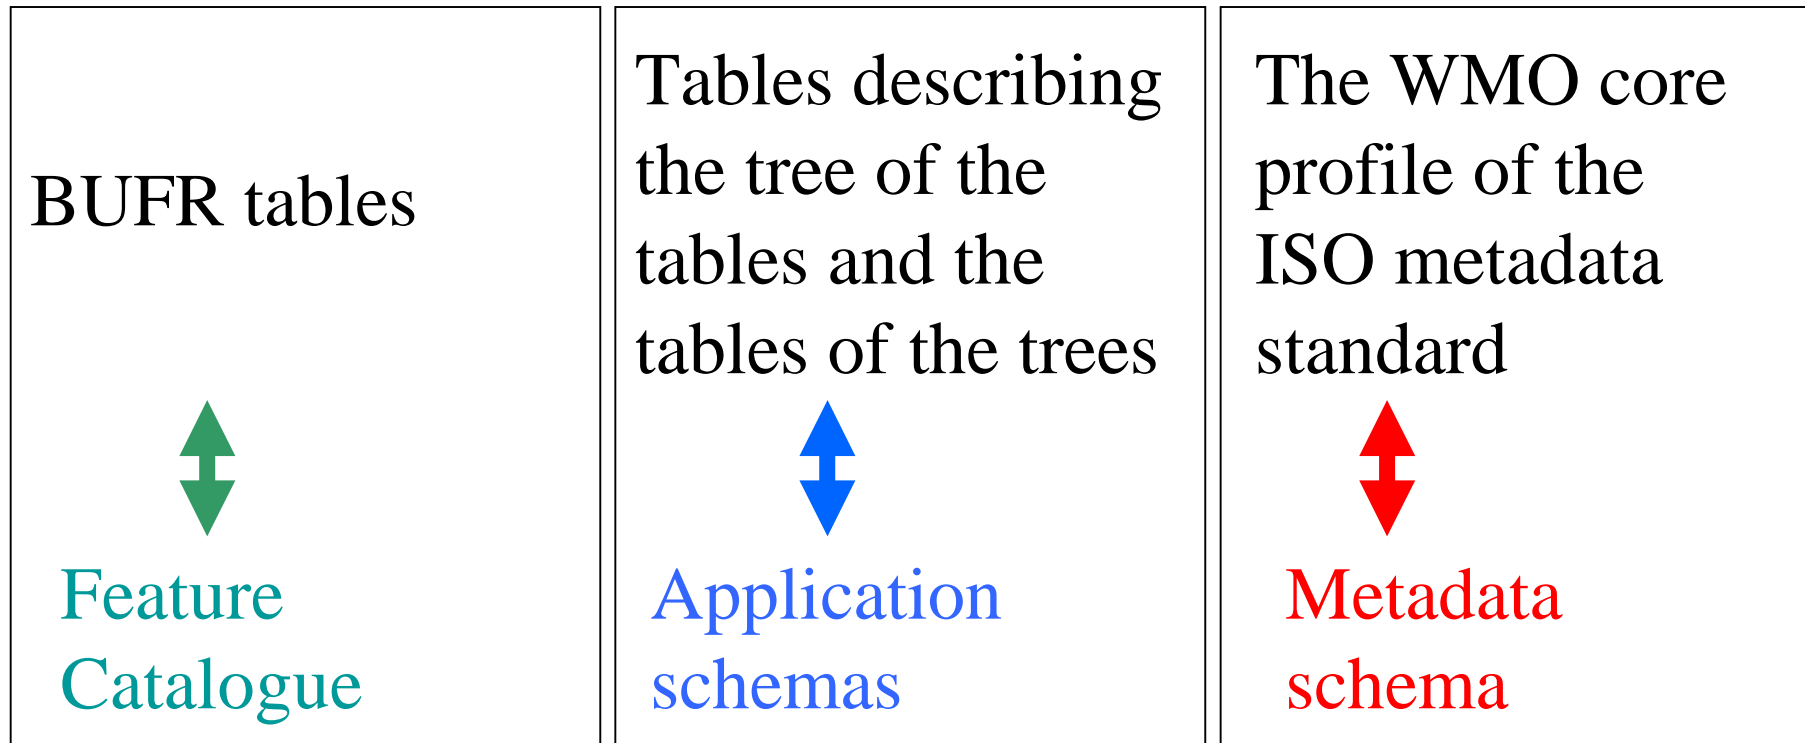 BUFR tables
Feature
Catalogue
Tables describing
the tree of the
tables and the
tables of the trees
Application
schemas
The WMO core
profile of the
ISO metadata
standard
Metadata
schema